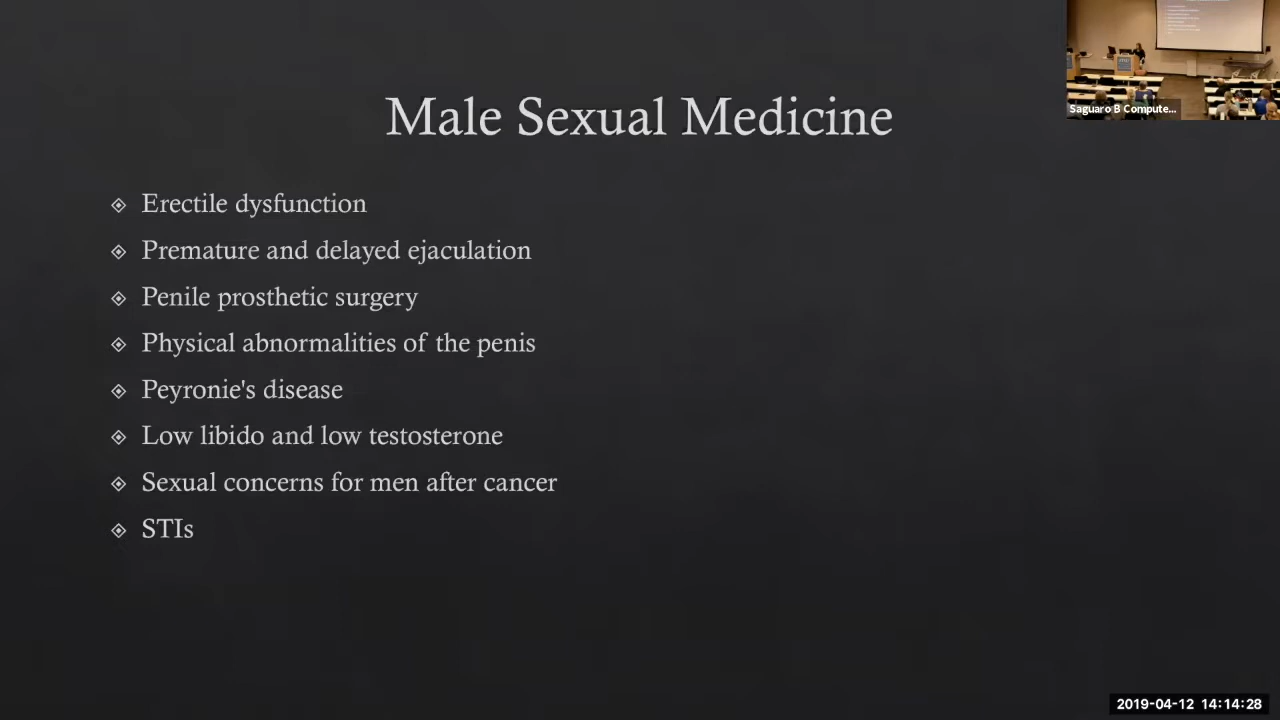 Male Sexual Medicine
Erectile dysfunction
Premature and delayed ejaculation
Penile prosthetic surgery
Physical abnormalities of the penis
Peyronie's disease
Low libido and low testosterone
Sexual concerns for men after cancer
STIs
Saguaro B Compute...
2019-04-12 14:14:28